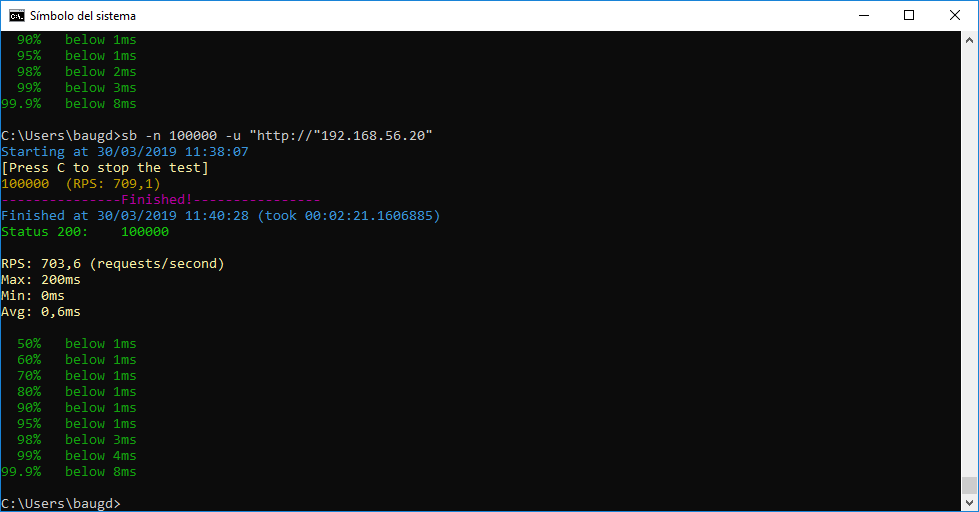 C:\. Símbolo del sistema
90% below 1ms
95% below 1ms
98% below 2ms
99% below 3ms
99.9% below 8ms
C:\Users\baugd>sb -n 100000 -u "http://"192.168.56.20"
Starting at 30/03/2019 11:38:07
[Press C to stop the test]
100000  (RPS: 709,1)
---------------Finished!----------------
Finished at 30/03/2019 11:40:28 (took 00:02:21.1606885)
Status 200:    100000
RPS: 703,6 (requests/second)
Max: 200ms
Min: 0ms
Avg: 0,6ms
50%   below 1ms
60%   below 1ms
70%   below 1ms
80%   below 1ms
90%   below 1ms
95%   below 1ms
98%   below 3ms
99%   below 4ms
99.9%   below 8ms
C:\Users\baugd>